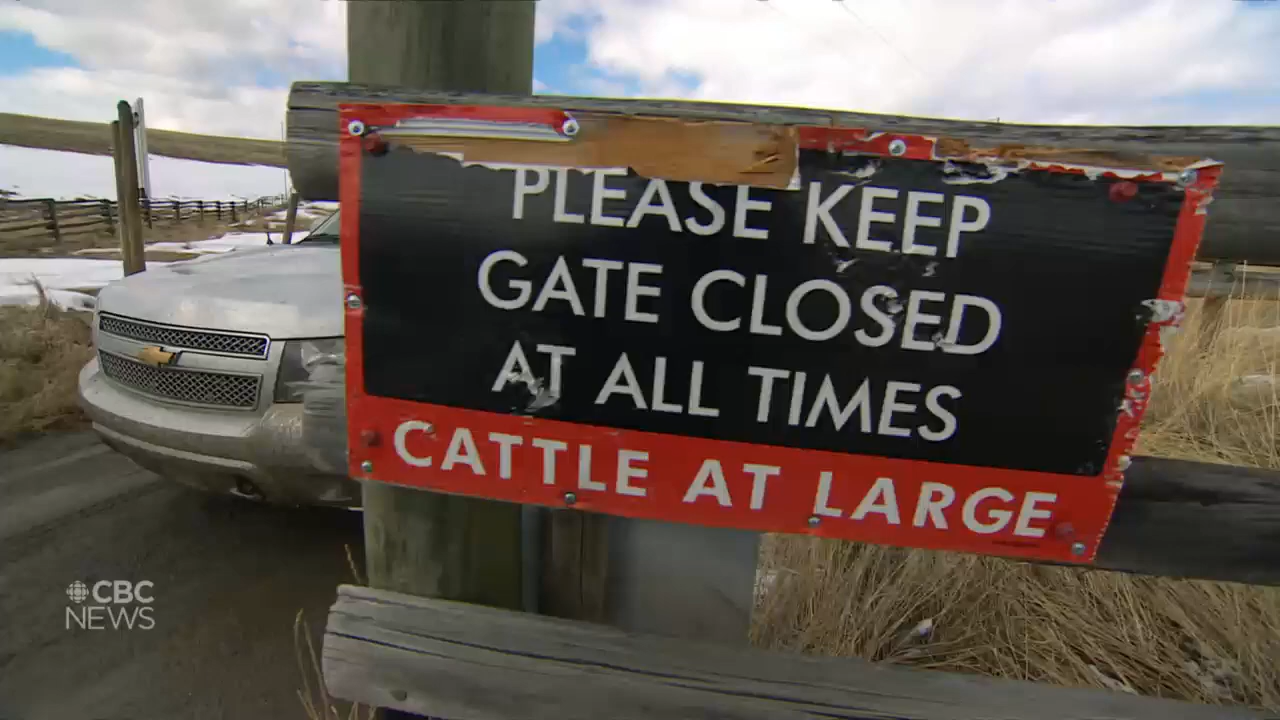 PLEASE KEEP
GATE CLOSED
AT ALL TIMES
CATTLE AT LARGE
CBC
NEWS